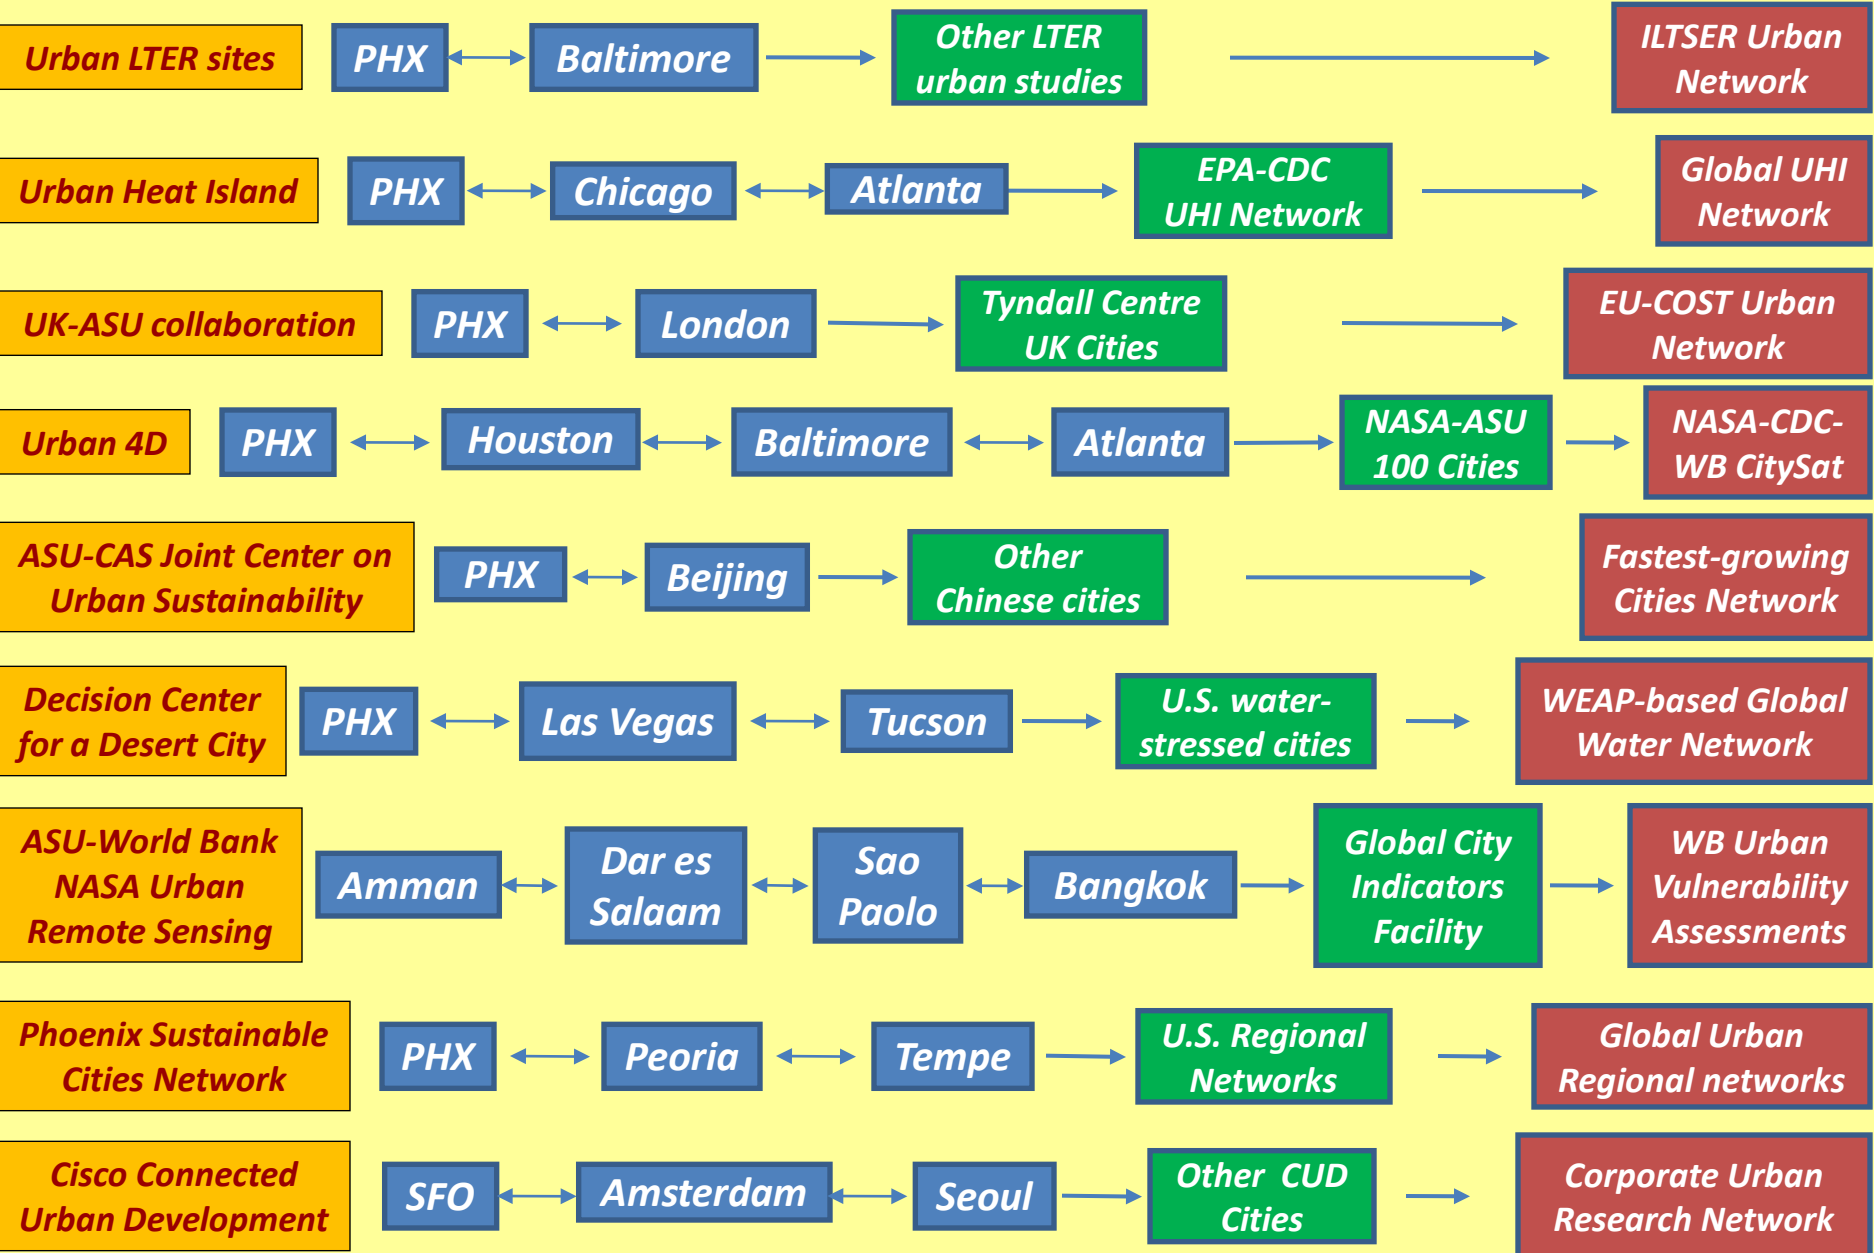 Urban LTER sites
PHX
Baltimore
Other LTER
urban studies
ILTSER Urban
Network
Urban Heat Island
PHX
Chicago
Atlanta
EPA-CDC
UHI Network
Global UHI
Network
UK-ASU collaboration
PHX
London
Tyndall Centre
UK Cities
EU-COST Urban
Network
Urban 4D
PHX
Houston
Baltimore
Atlanta
NASA-ASU
100 Cities
NASA-CDC-
WB CitySat
ASU-CAS Joint Center on
Urban Sustainability
PHX
Beijing
Other
Chinese cities
Fastest-growing
Cities Network
Decision Center
for a Desert City
PHX
Las Vegas
Tucson
U.S. water-
stressed cities
WEAP-based Global
Water Network
ASU-World Bank
NASA Urban
Remote Sensing
Amman
Dar es
Salaam
Sao
Paolo
Bangkok
Global City
Indicators
Facility
WB Urban
Vulnerability
Assessments
Phoenix Sustainable
Cities Network
PHX
Peoria
Tempe
U.S. Regional
Networks
Global Urban
Regional networks
Cisco Connected
Urban Development
SFO
Amsterdam
Seoul
Other CUD
Cities
Corporate Urban
Research Network